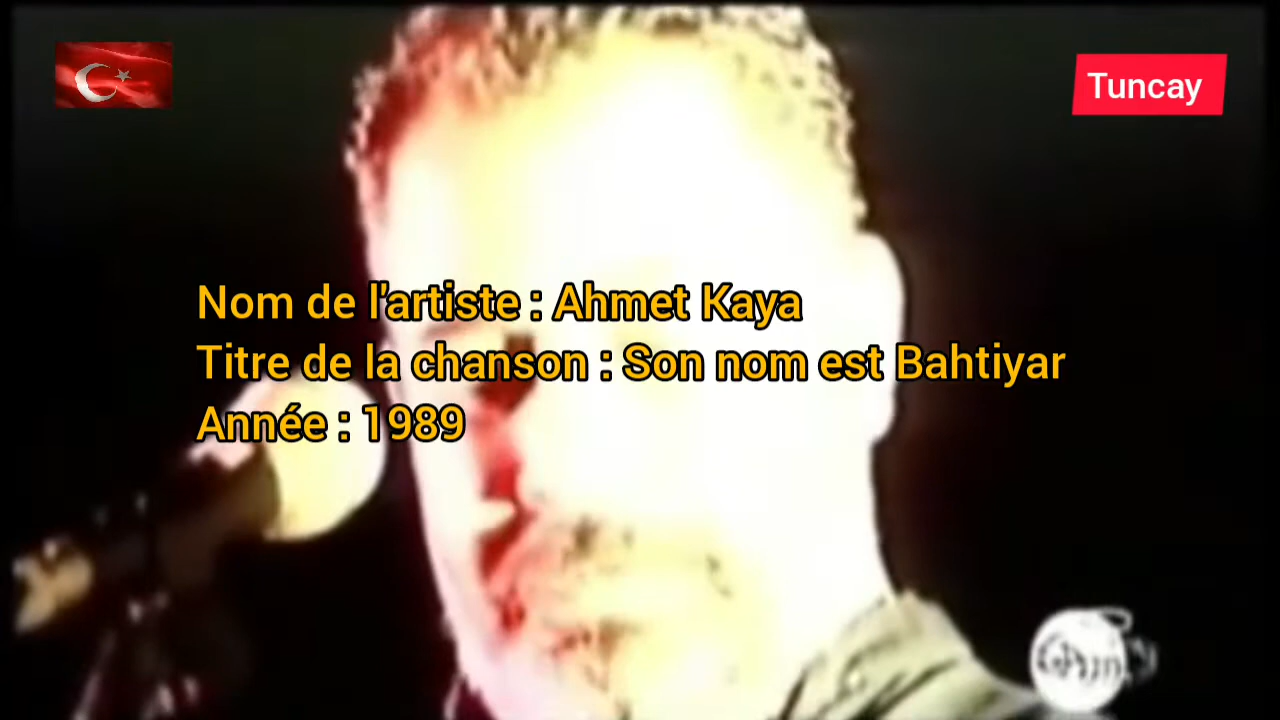 Tuncay
Nom de l'artiste : Ahmet Kaya
Titre de la chanson : Son nom est Bahtiyar
Année : 1989